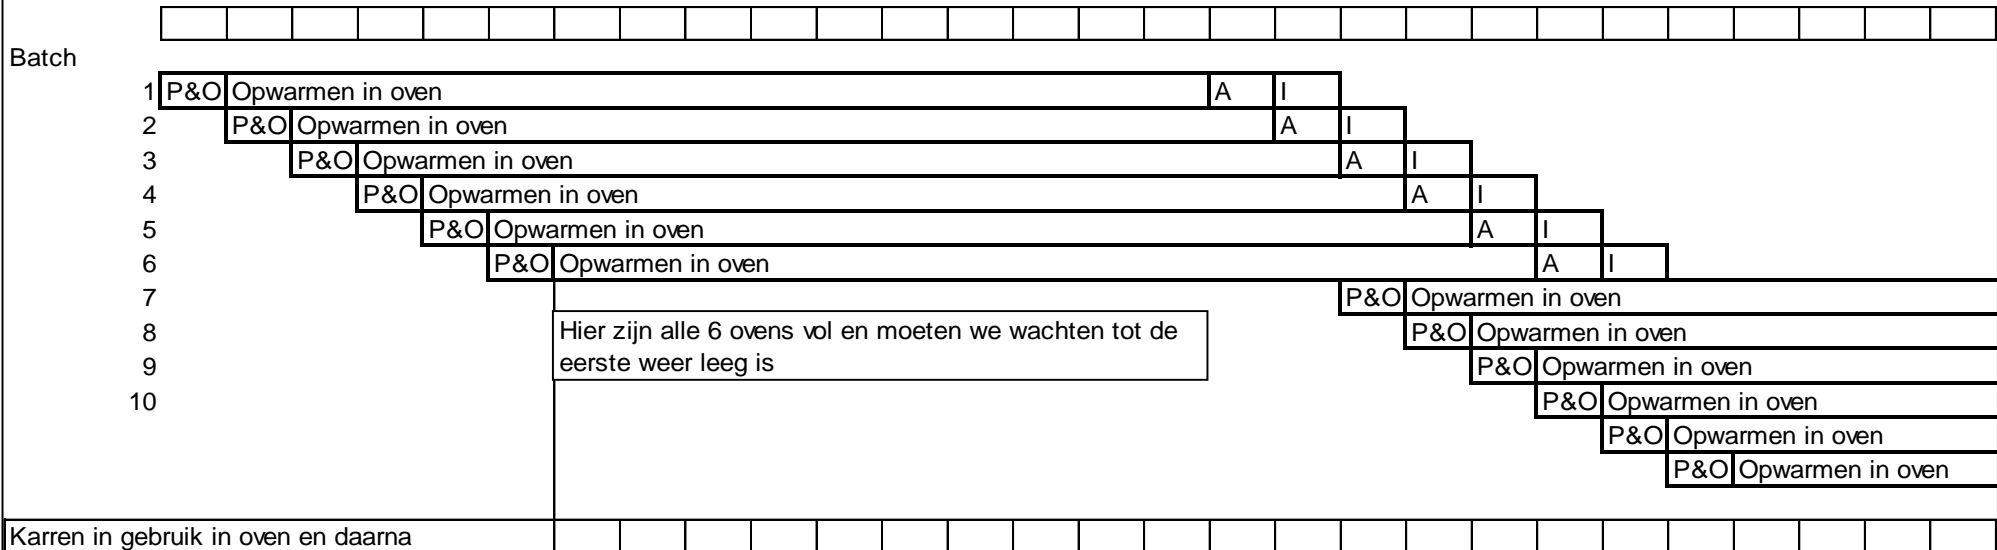 Batch
1 P&O Opwarmen in oven A I
2 P&O Opwarmen in oven A I
3 P&O Opwarmen in oven A I
4 P&O Opwarmen in oven A I
5 P&O Opwarmen in oven A I
6 P&O Opwarmen in oven A I
7 P&O Opwarmen in oven
8 P&O Opwarmen in oven
9 P&O Opwarmen in oven
10 P&O Opwarmen in oven
P&O Opwarmen in oven
P&O Opwarmen in oven
Hier zijn alle 6 ovens vol en moeten we wachten tot de
eerste weer leeg is
Karren in gebruik in oven en daarna